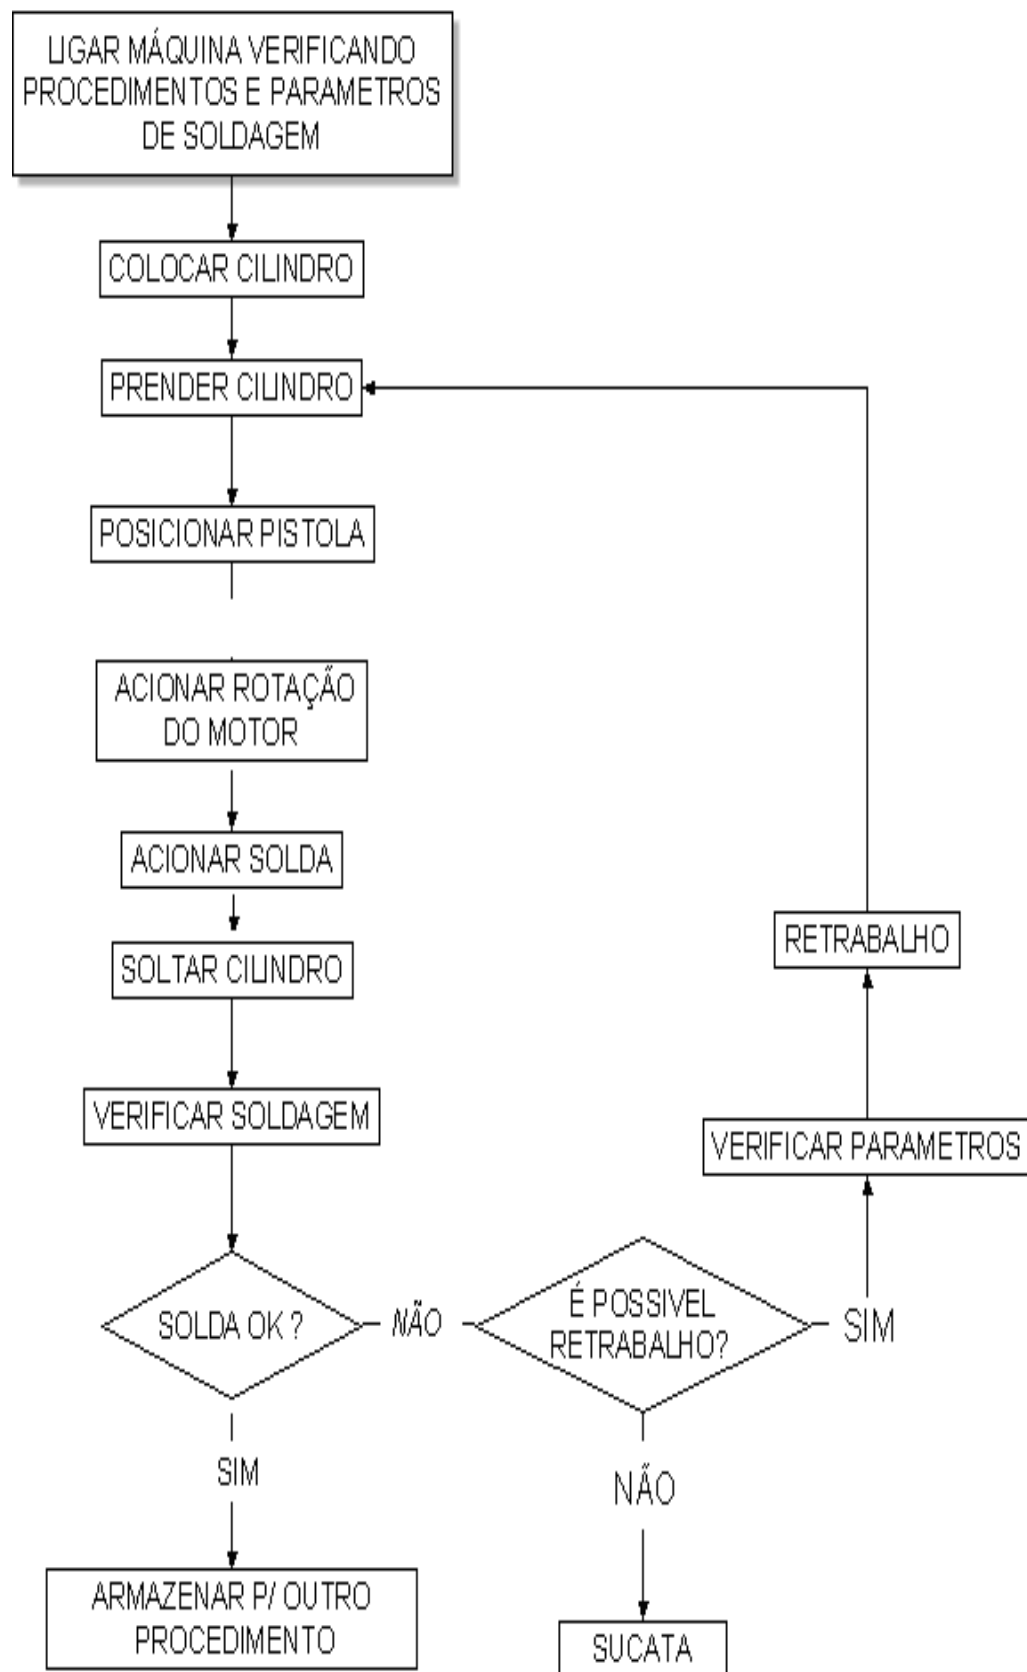 LIGAR MÁQUINA VERIFICANDO
PROCEDIMENTOS E PARAMETROS
DE SOLDAGEM
COLOCAR CILINDRO
PRENDER CILINDRO
POSICIONAR PISTOLA
ACIONAR ROTAÇÃO
DO MOTOR
ACIONAR SOLDA
SOLTAR CILINDRO
VERIFICAR SOLDAGEM
SOLDA OK ?
NÃO
É POSSIVEL
RETRABALHO?
SIM
VERIFICAR PARAMETROS
RETRABALHO
SIM
ARMAZENAR P/ OUTRO
PROCEDIMENTO
NÃO
SUCATA